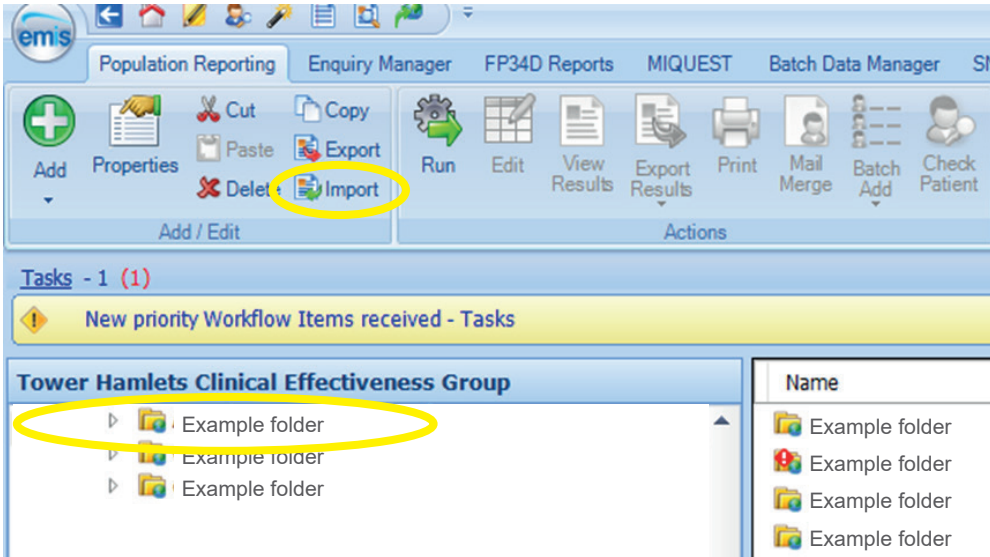 emis
Population Reporting
Enquiry Manager
FP34D Reports
MIQUEST
Batch Data Manager
Add
Properties
Cut
Paste
Delete
Copy
Export
Import
Run
Edit
View
Results
Export
Results
Print
Mail
Merge
Batch
Add
Check
Patient
Add / Edit
Actions
Tasks - 1 (1)
New priority Workflow Items received - Tasks
Tower Hamlets Clinical Effectiveness Group
Example folder
Example folder
Example folder
Name
Example folder
Example folder
Example folder
Example folder